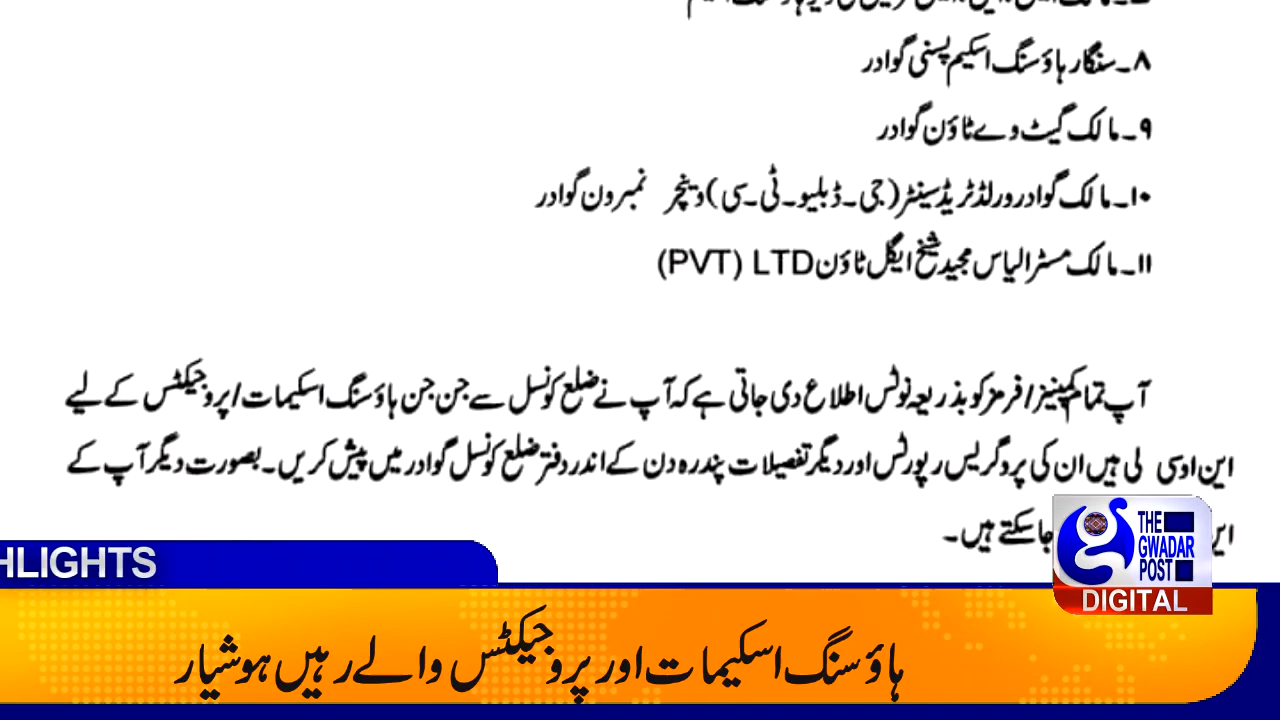 ۸۔سنگار ہاؤسنگ اسکیم پسنی گوادر
۹۔مالک گیٹ وے ٹاؤن گوادر
۱۰۔مالک گوادر ورلڈ ٹریڈ سینٹر (جی۔ڈبلیو۔ٹی۔سی) وینچر نمبر ون گوادر
۱۱۔مالک مسٹر الیاس مجید شیخ ایگل ٹاؤن (PVT) LTD
آپ تمام کمپنیز/فرمز کو بذریعہ نوٹس اطلاع دی جاتی ہے کہ آپ نے ضلع کونسل سے جن جن ہاؤسنگ اسکیمات/پروجیکٹس کے لیے
این او سی لی ہیں ان کی پروگریس رپورٹس اور دیگر تفصیلات پندرہ دن کے اندر دفتر ضلع کونسل گوادر میں پیش کریں۔بصورت دیگر آپ کے
جاسکتے ہیں۔
THE
GWADAR
POST
DIGITAL
HLIGHTS
ہاؤسنگ اسکیمات اور پروجیکٹس والے رہیں ہوشیار